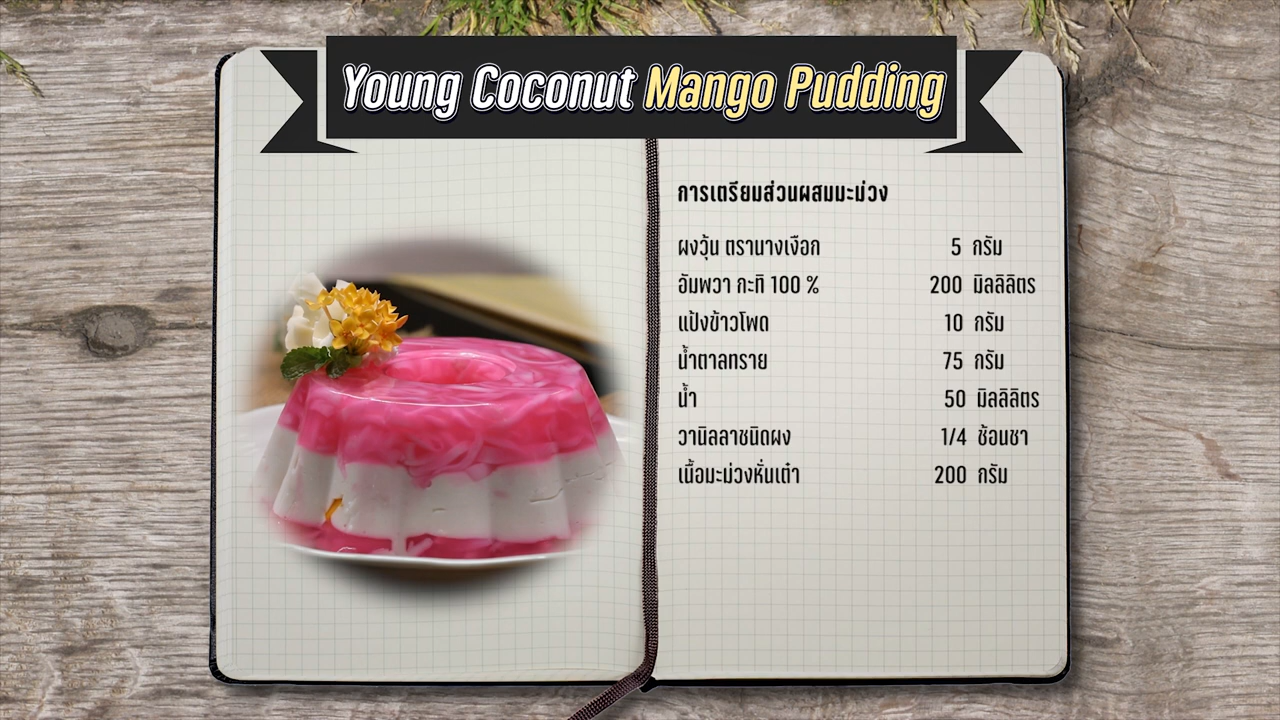 Young Coconut Mango Pudding
การเตรียมส่วนผสมมะม่วง
ผงวุ้น ตรานางเงือก 5 กรัม
อัมพวา กะทิ 100 % 200 มิลลิลิตร
แป้งข้าวโพด 10 กรัม
น้ำตาลทราย 75 กรัม
น้ำ 50 มิลลิลิตร
วานิลลาชนิดผง 1/4 ช้อนชา
เนื้อมะม่วงหั่นเต๋า 200 กรัม